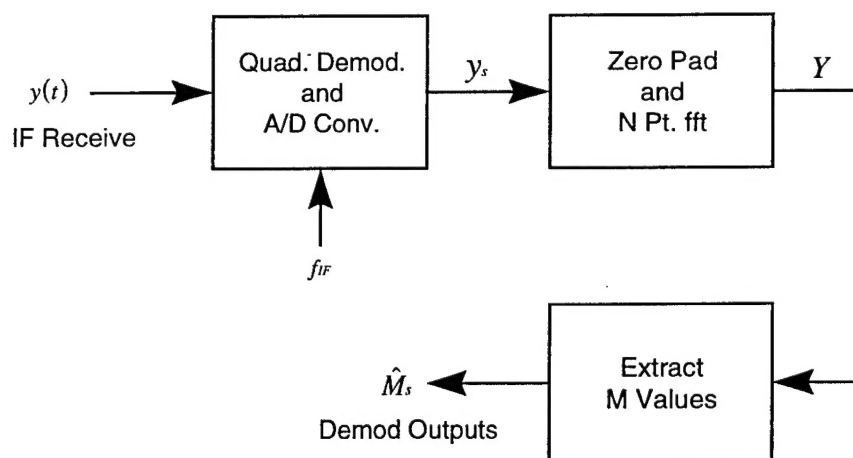 y(t)
IF Receive
Quad. Demod.
and
A/D Conv.
f_IF
y_s
Zero Pad
and
N Pt. fft
Y
Extract
M Values
M̂_s
Demod Outputs